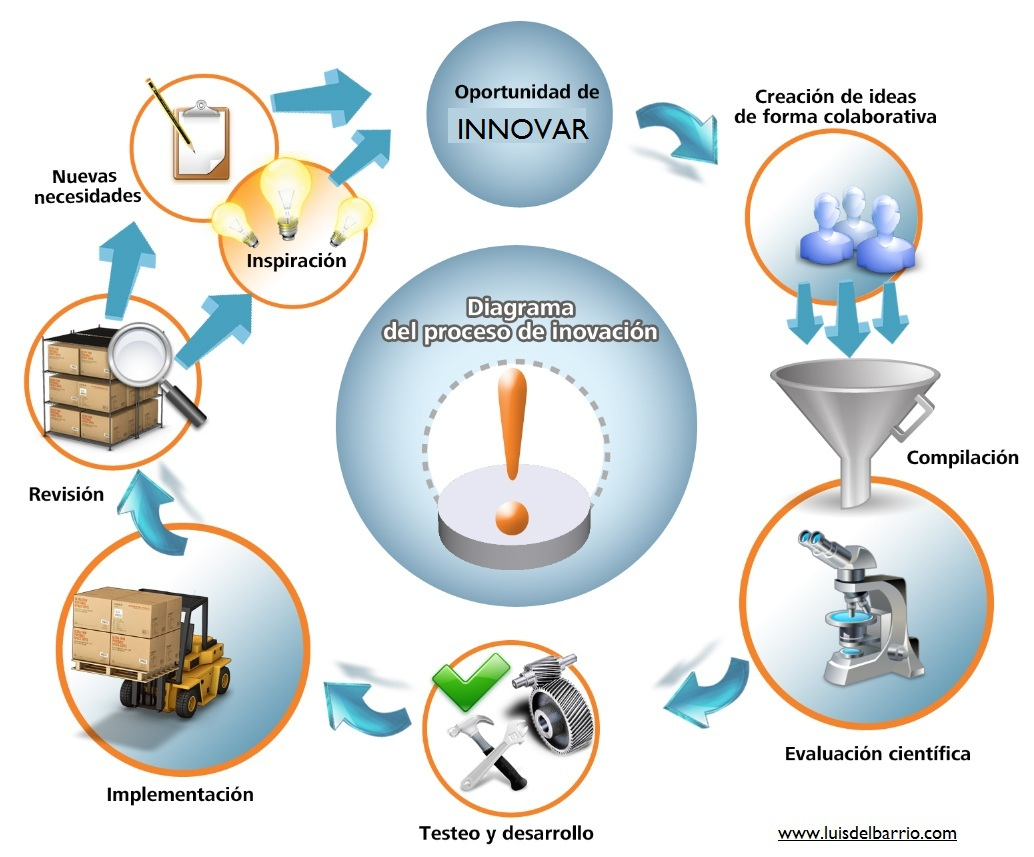 Oportunidad de
INNOVAR
Creación de ideas
de forma colaborativa
Nuevas
necesidades
Inspiración
Diagrama
del proceso de inovación
Compilación
Revisión
Evaluación científica
Implementación
Testeo y desarrollo
www.luisdelbarrio.com